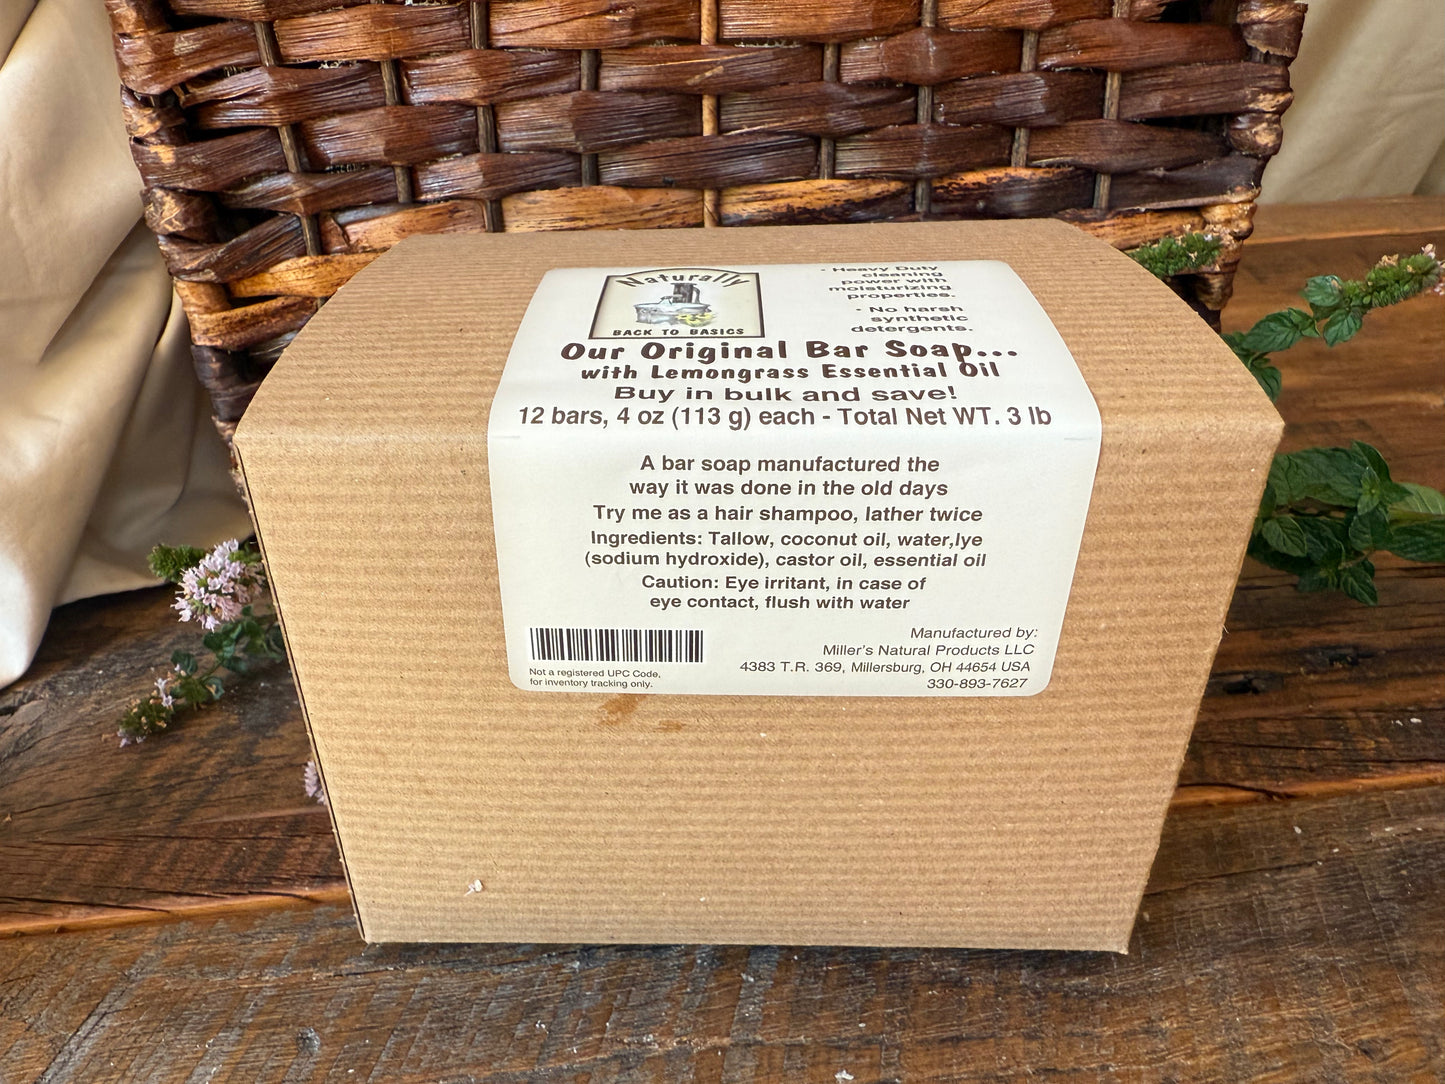 Naturally
BACK TO BASICS
- Heavy Duty
cleaning
power with
moisturizing
properties.
- No harsh
synthetic
detergents.
Our Original Bar Soap...
with Lemongrass Essential Oil
Buy in bulk and save!
12 bars, 4 oz (113 g) each - Total Net WT. 3 lb
A bar soap manufactured the
way it was done in the old days
Try me as a hair shampoo, lather twice
Ingredients: Tallow, coconut oil, water,lye
(sodium hydroxide), castor oil, essential oil
Caution: Eye irritant, in case of
eye contact, flush with water
Not a registered UPC Code,
for inventory tracking only.
Manufactured by:
Miller's Natural Products LLC
4383 T.R. 369, Millersburg, OH 44654 USA
330-893-7627